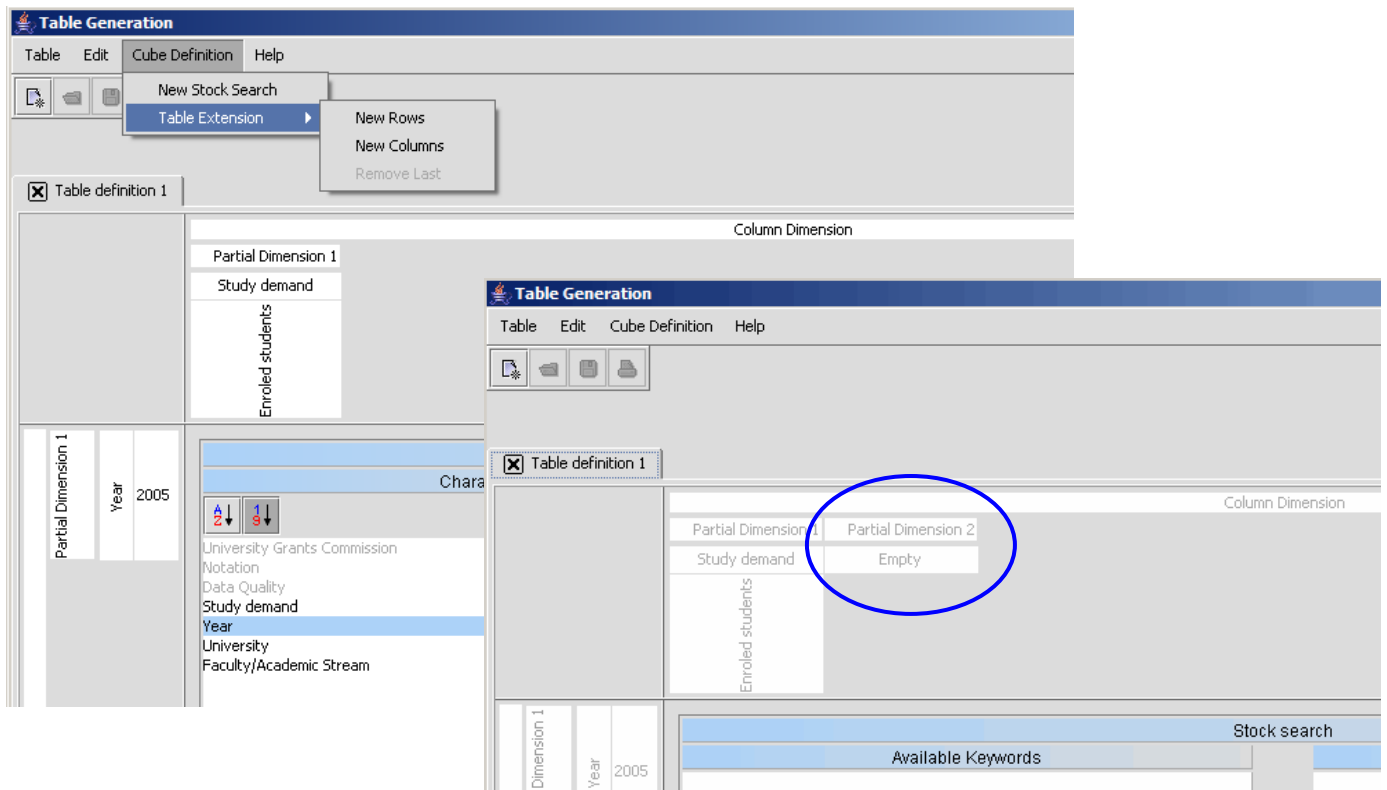 Table Generation
Table Edit Cube Definition Help
New Stock Search
Table Extension
New Rows
New Columns
Remove Last
Table definition 1
Column Dimension
Partial Dimension 1
Study demand
Enroled students
Partial Dimension 1
Year
2005
Chara
University Grants Commission
Notation
Data Quality
Study demand
Year
University
Faculty/Academic Stream
Table Generation
Table Edit Cube Definition Help
Table definition 1
Column Dimension
Partial Dimension 1 Partial Dimension 2
Study demand Empty
Enroled students
Dimension 1
Year
2005
Stock search
Available Keywords